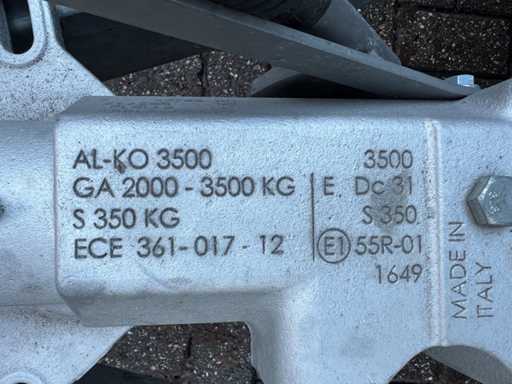 AL-KO 3500
GA 2000 - 3500 KG
S 350 KG
ECE 361-017 - 12
3500
E Dc 31
S 350
E1 55R-01
1649
MADE IN
ITALY